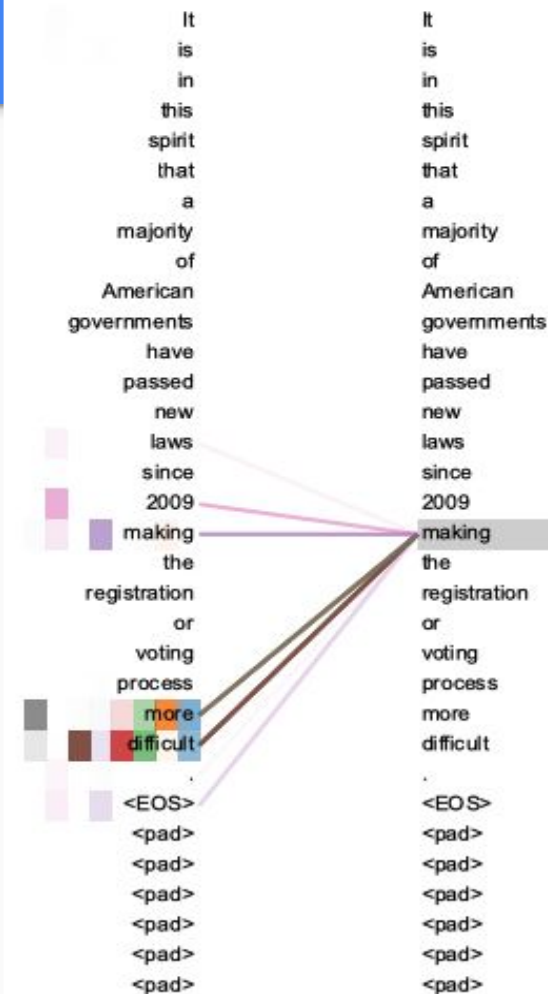 It It
is is
in in
this this
spirit spirit
that that
a a
majority majority
of of
American American
governments governments
have have
passed passed
new new
laws laws
since since
2009 2009
making making
the the
registration registration
or or
voting voting
process process
more more
difficult difficult
. .
<EOS> <EOS>
<pad> <pad>
<pad> <pad>
<pad> <pad>
<pad> <pad>
<pad> <pad>
<pad> <pad>